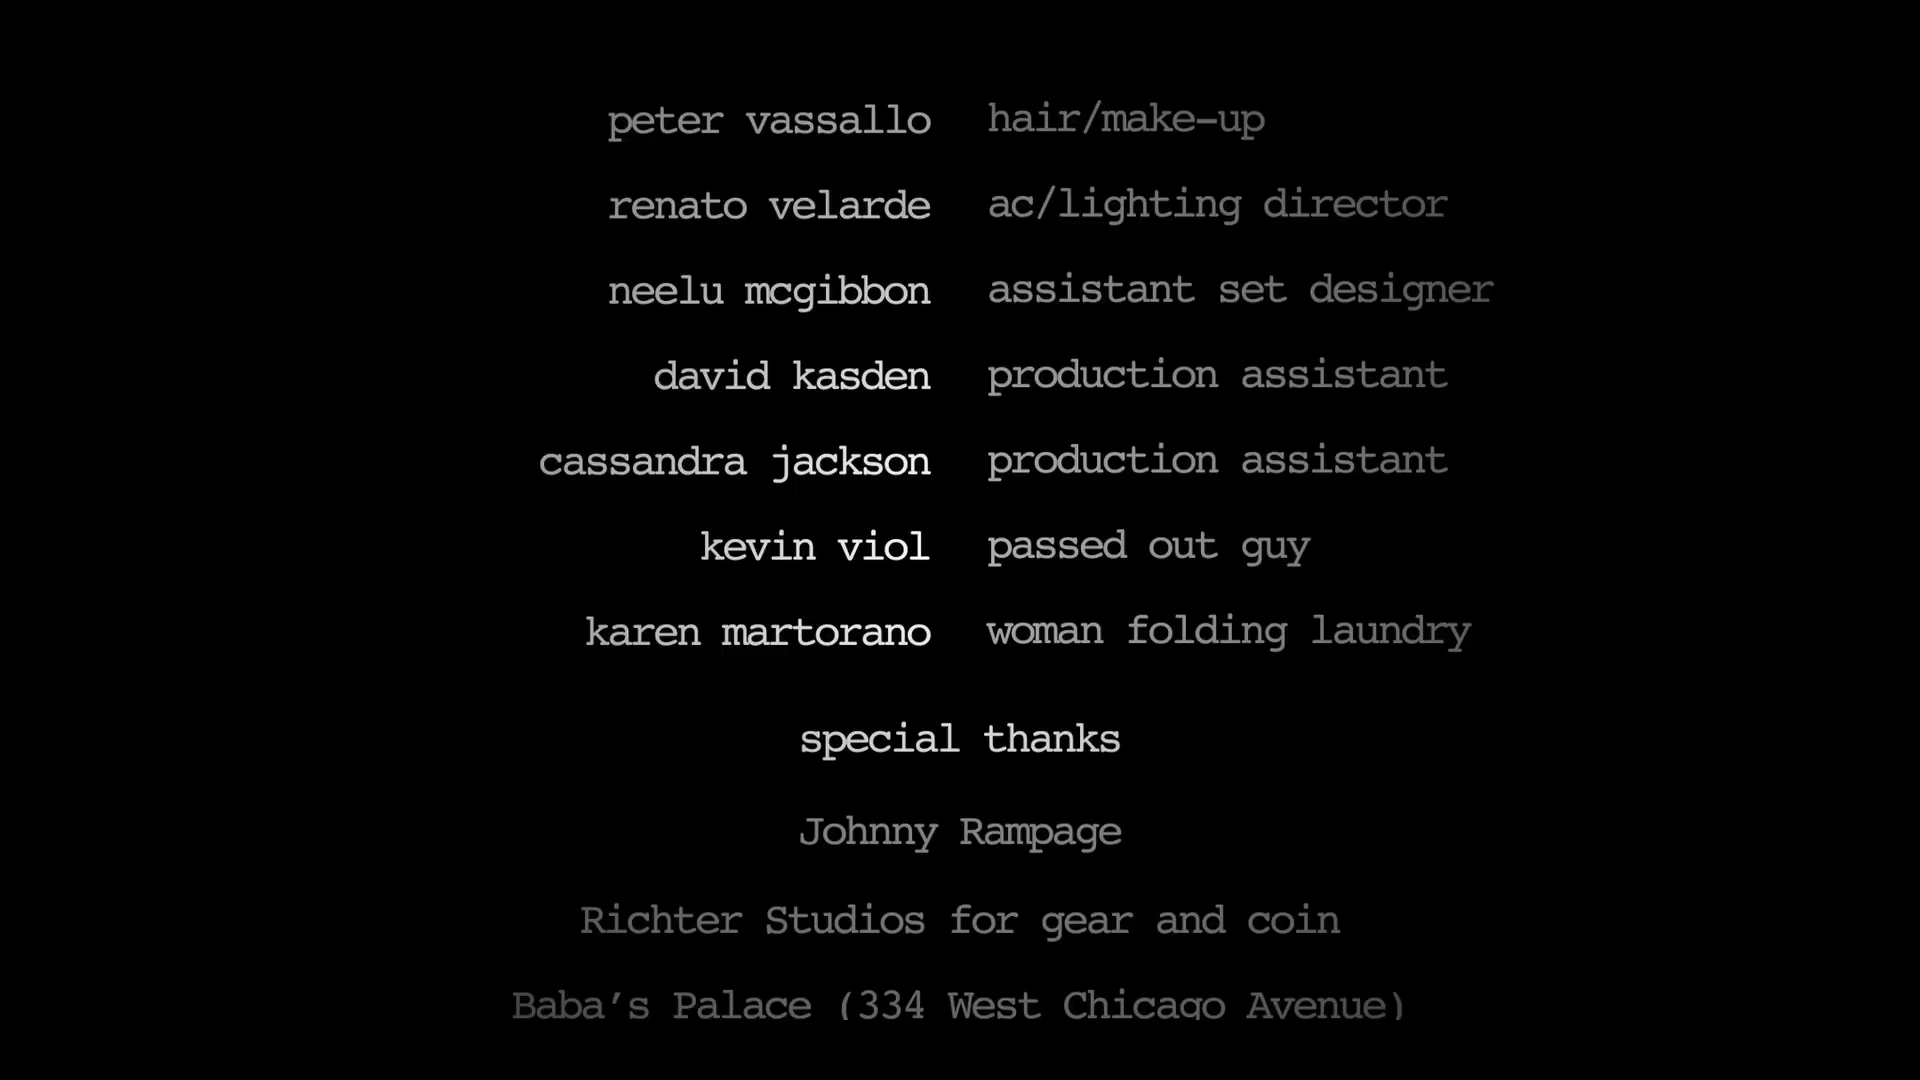 peter vassallo hair/make-up
renato velarde ac/lighting director
neelu mcgibbon assistant set designer
david kasden production assistant
cassandra jackson production assistant
kevin viol passed out guy
karen martorano woman folding laundry
special thanks
Johnny Rampage
Richter Studios for gear and coin
Baba's Palace (334 West Chicago Avenue)